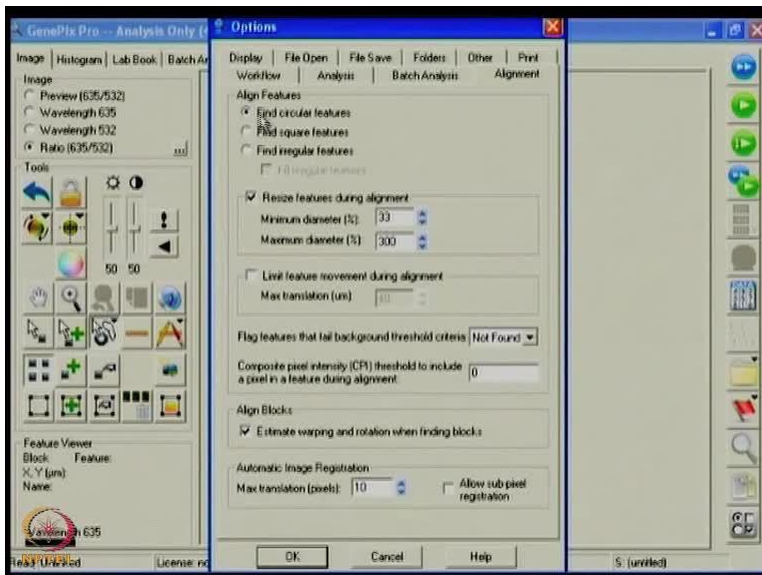 GenePix Pro -- Analysis Only (
Options
Image Histogram Lab Book Batch Ar
Image
Preview (635/532)
Wavelength 635
Wavelength 532
Ratio (635/532)
...
Tools
50 50
Feature Viewer
Block: Feature:
X, Y (µm):
Name:
Wavelength 635
NPTEL
Display File Open File Save Folders Other Print
Workflow Analysis Batch Analysis Alignment
Align Features
Find circular features
Find square features
Find irregular features
Fill irregular features
Resize features during alignment
Minimum diameter (%): 33
Maximum diameter (%): 300
Limit feature movement during alignment
Max translation (um) 40
Flag features that fail background threshold criteria Not Found
Composite pixel intensity (CPI) threshold to include
a pixel in a feature during alignment: 0
Align Blocks
Estimate warping and rotation when finding blocks
Automatic Image Registration
Max translation (pixels): 10 Allow sub pixel
registration
OK Cancel Help
License: S: (untitled)